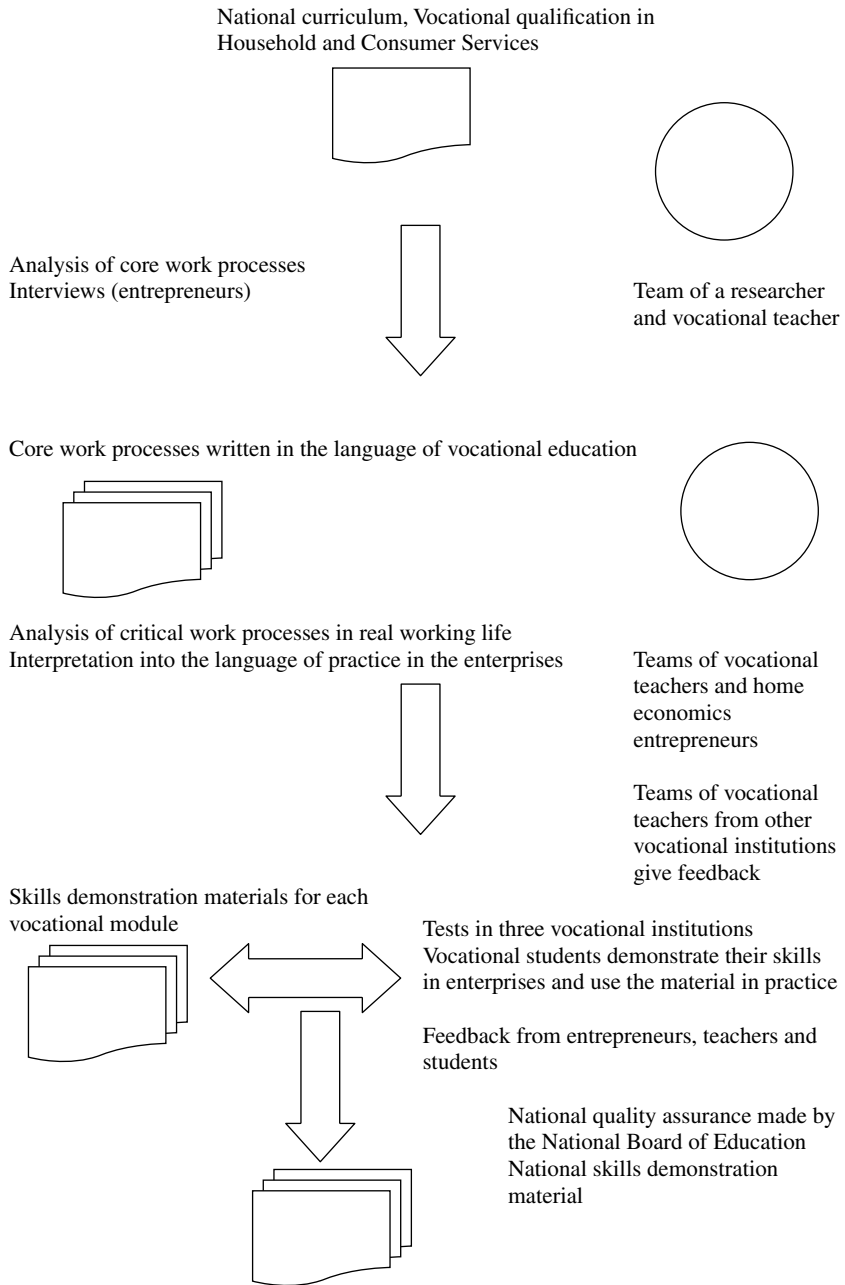 National curriculum, Vocational qualification in
Household and Consumer Services
Analysis of core work processes
Interviews (entrepreneurs)
Team of a researcher
and vocational teacher
Core work processes written in the language of vocational education
Analysis of critical work processes in real working life
Interpretation into the language of practice in the enterprises
Teams of vocational
teachers and home
economics
entrepreneurs
Teams of vocational
teachers from other
vocational institutions
give feedback
Skills demonstration materials for each
vocational module
Tests in three vocational institutions
Vocational students demonstrate their skills
in enterprises and use the material in practice
Feedback from entrepreneurs, teachers and
students
National quality assurance made by
the National Board of Education
National skills demonstration
material